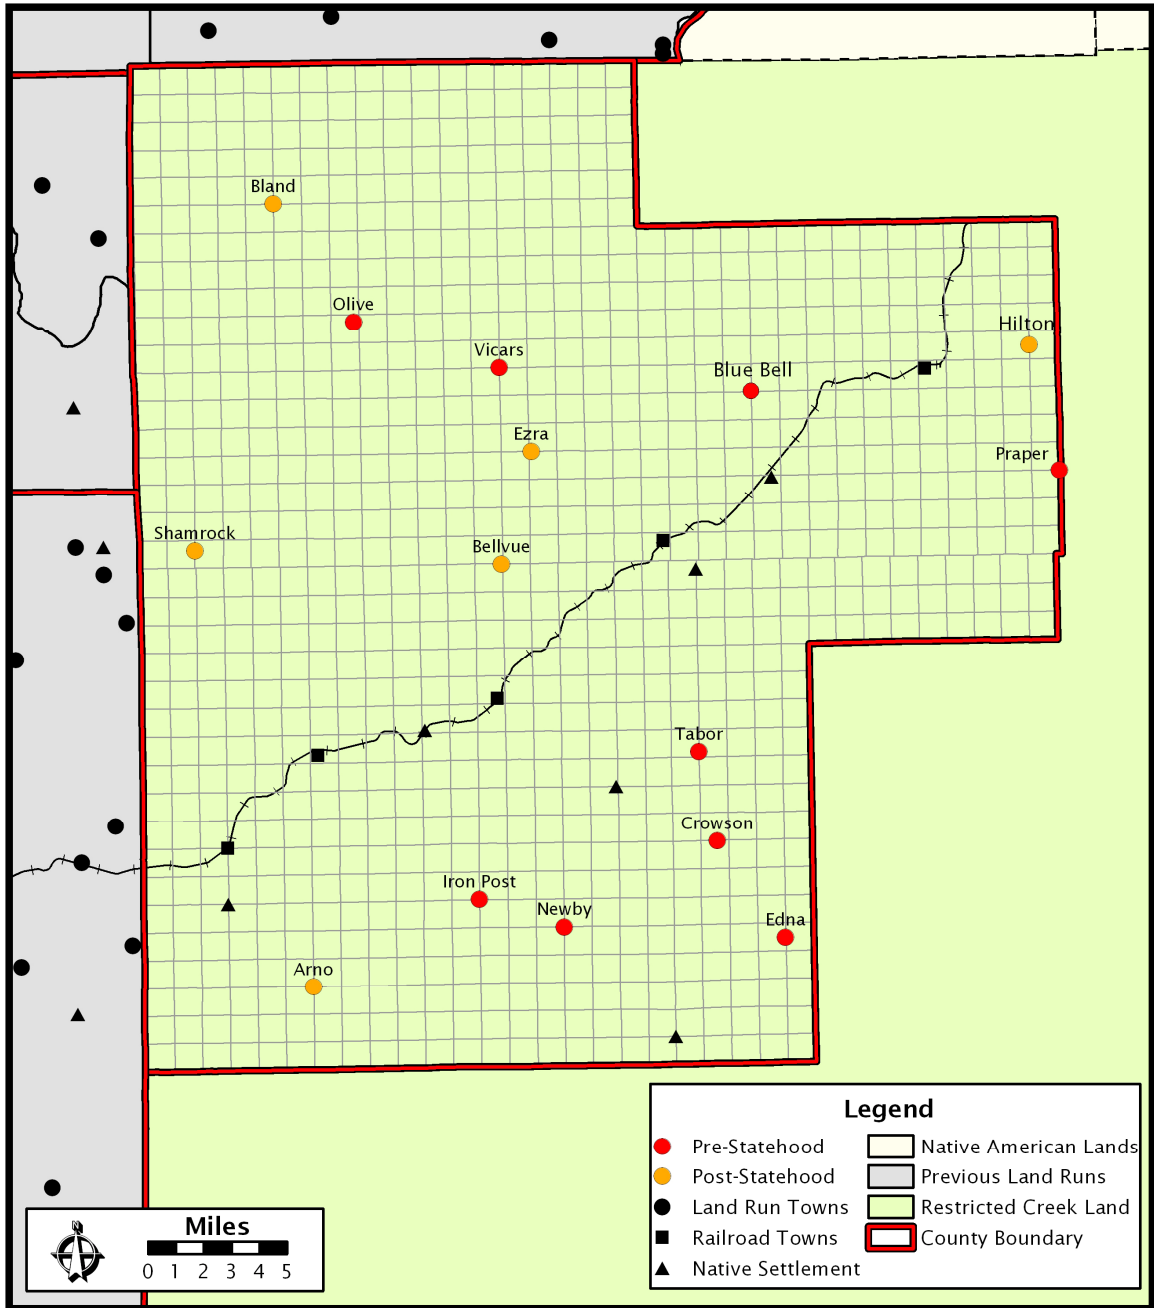 Bland
Olive
Hilton
Vicars
Blue Bell
Ezra
Praper
Shamrock
Bellvue
Tabor
Crowson
Iron Post
Newby
Edna
Arno
Legend
Pre-Statehood
Native American Lands
Post-Statehood
Previous Land Runs
Land Run Towns
Restricted Creek Land
Railroad Towns
County Boundary
Native Settlement
N
Miles
0 1 2 3 4 5